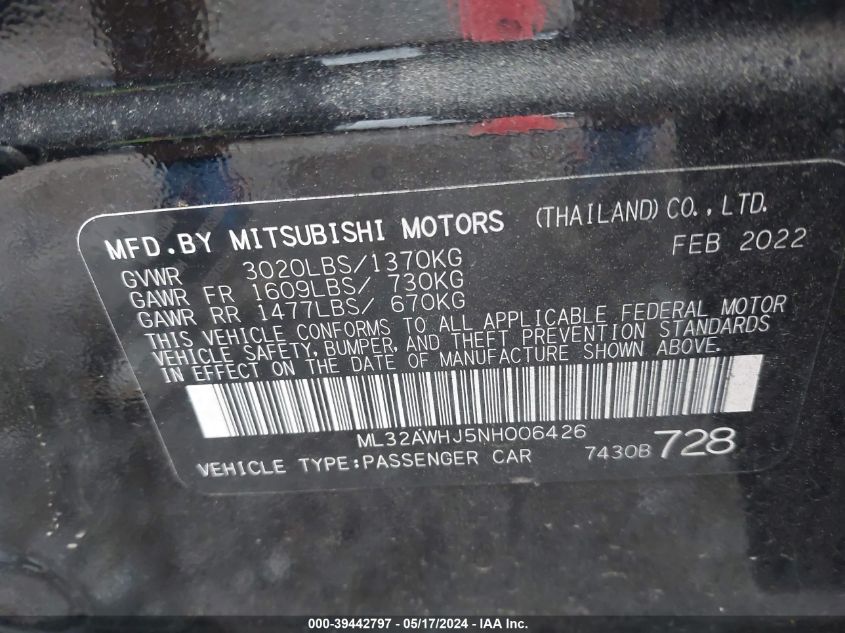 MFD.BY MITSUBISHI MOTORS (THAILAND) CO., LTD.
FEB 2022
GVWR 3020LBS/1370KG
GAWR FR 1609LBS/ 730KG
GAWR RR 1477LBS/ 670KG
THIS VEHICLE CONFORMS TO ALL APPLICABLE FEDERAL MOTOR
VEHICLE SAFETY, BUMPER, AND THEFT PREVENTION STANDARDS
IN EFFECT ON THE DATE OF MANUFACTURE SHOWN ABOVE.
ML32AWHJ5NH006426
VEHICLE TYPE:PASSENGER CAR 7430B 728
000-39442797 - 05/17/2024 - IAA Inc.